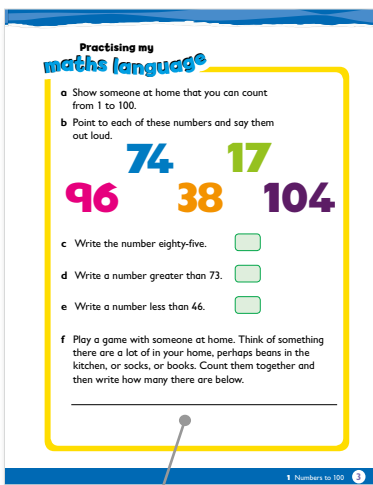 Practising my
maths language
a Show someone at home that you can count
from 1 to 100.
b Point to each of these numbers and say them
out loud.
74 17
96 38 104
c Write the number eighty-five.
d Write a number greater than 73.
e Write a number less than 46.
f Play a game with someone at home. Think of something
there are a lot of in your home, perhaps beans in the
kitchen, or socks, or books. Count them together and
then write how many there are below.
1 Numbers to 100 3